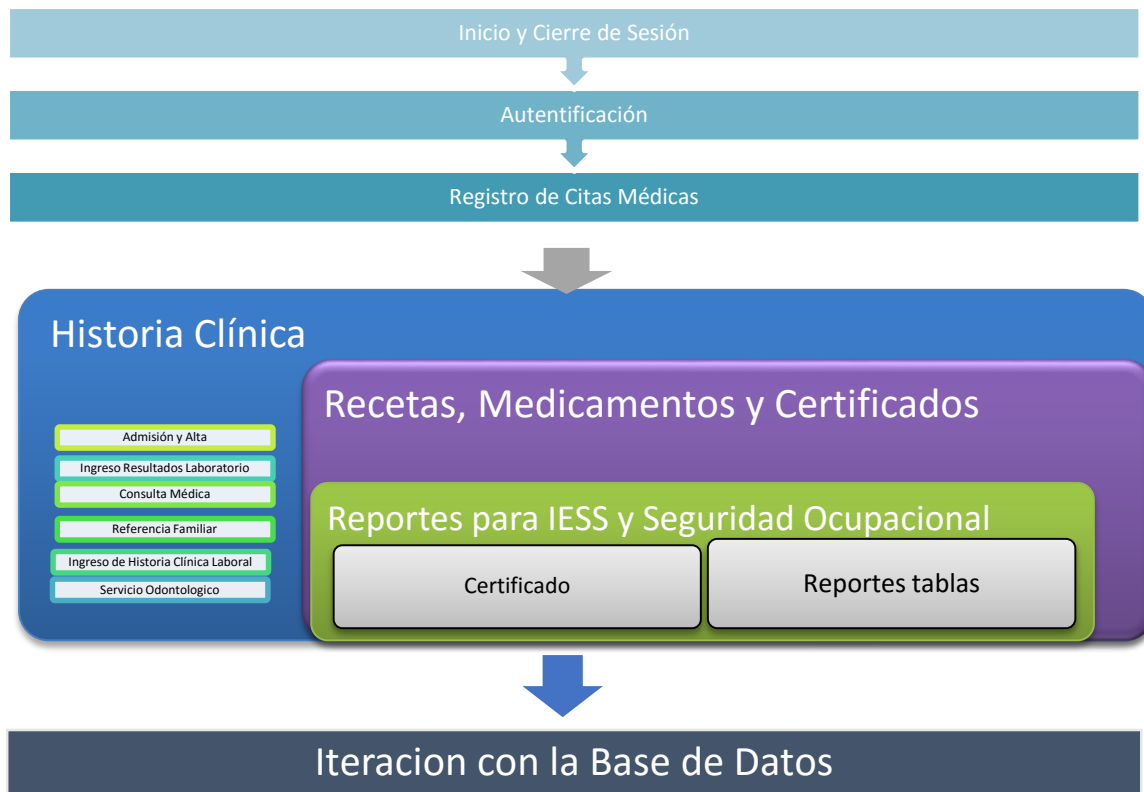 Inicio y Cierre de Sesión
Autentificación
Registro de Citas Médicas
Historia Clínica
Admisión y Alta
Ingreso Resultados Laboratorio
Consulta Médica
Referencia Familiar
Ingreso de Historia Clínica Laboral
Servicio Odontologico
Recetas, Medicamentos y Certificados
Reportes para IESS y Seguridad Ocupacional
Certificado
Reportes tablas
Iteracion con la Base de Datos